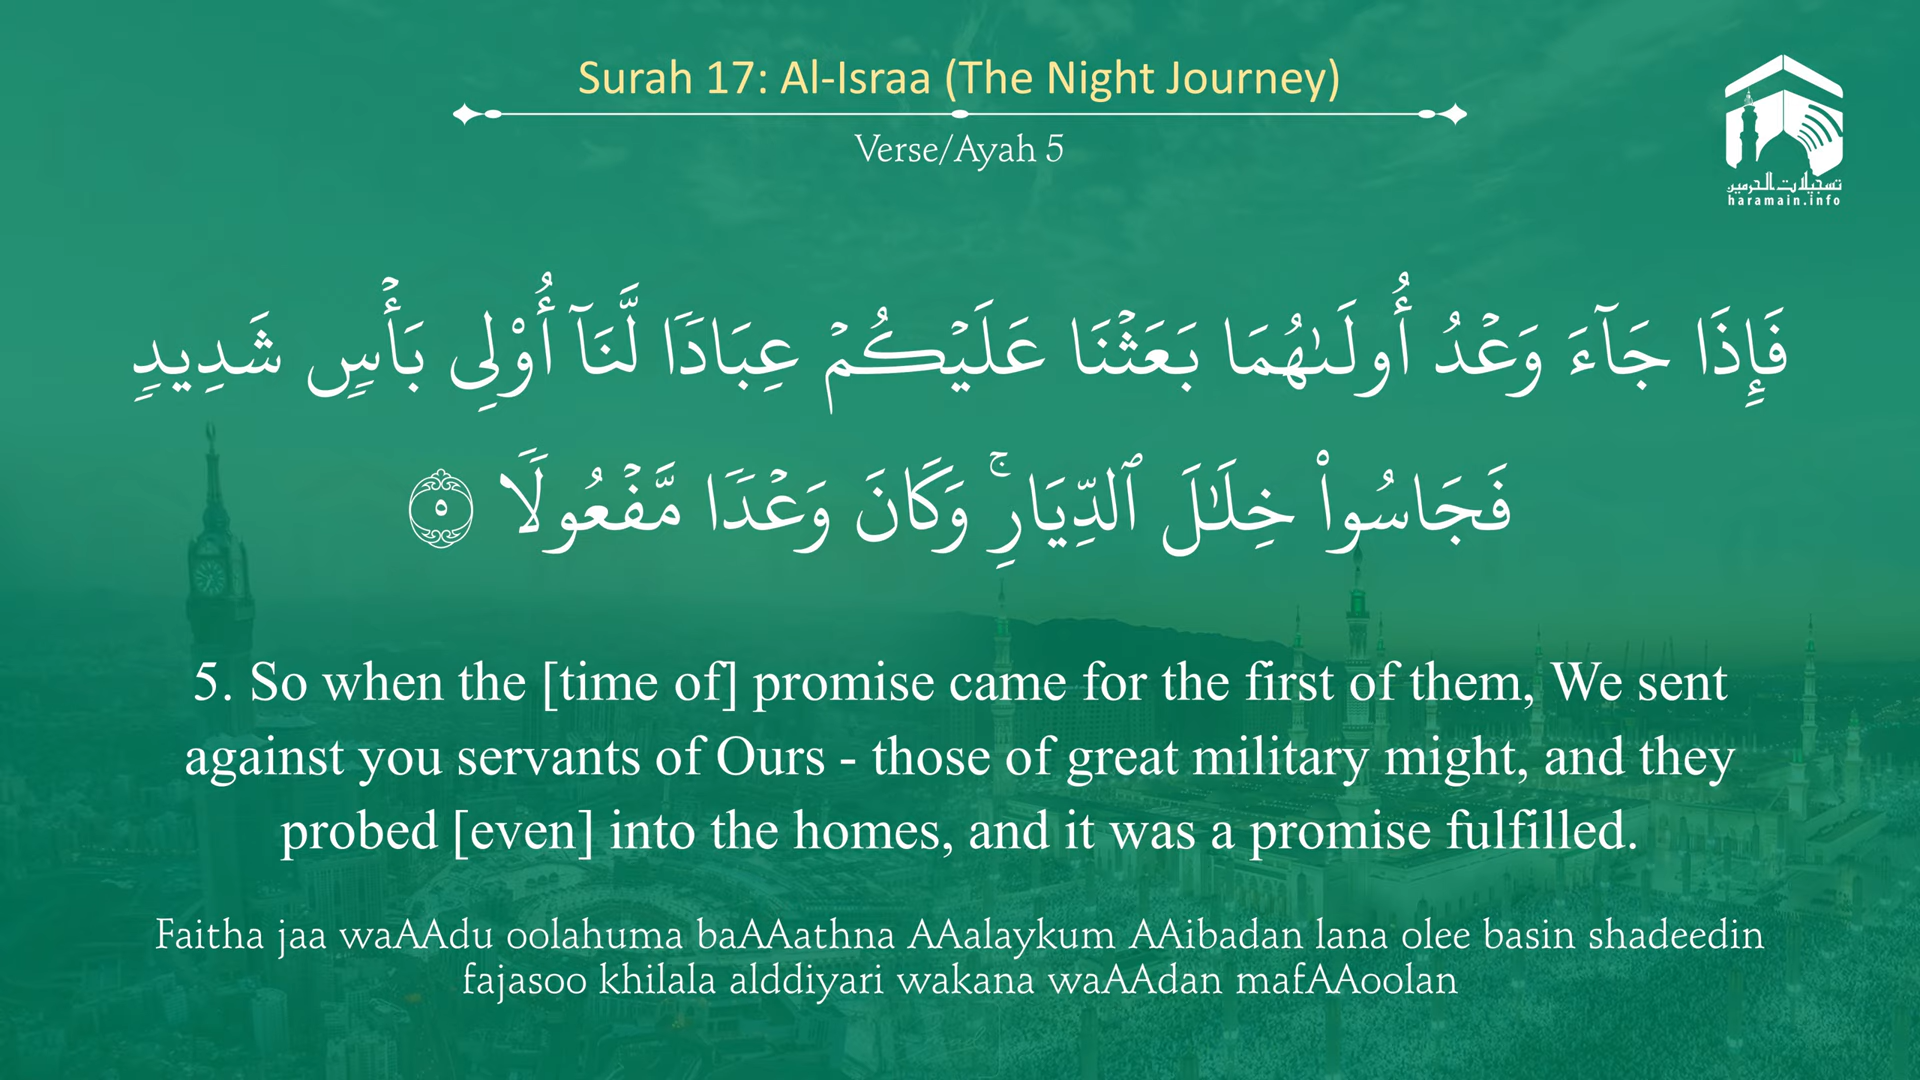 Surah 17: Al-Israa (The Night Journey)
Verse/Ayah 5
تسجيلات الحرمين
haramain.info
فَإِذَا جَآءَ وَعۡدُ أُولَىٰهُمَا بَعَثۡنَا عَلَيۡكُمۡ عِبَادٗا لَّنَآ أُوْلِي بَأۡسٖ شَدِيدٖ
فَجَاسُواْ خِلَٰلَ ٱلدِّيَارِۚ وَكَانَ وَعۡدٗا مَّفۡعُولٗا ٥
5. So when the [time of] promise came for the first of them, We sent
against you servants of Ours - those of great military might, and they
probed [even] into the homes, and it was a promise fulfilled.
Faitha jaa waAAdu oolahuma baAAathna AAalaykum AAibadan lana olee basin shadeedin
fajasoo khilala alddiyari wakana waAAdan mafAAoolan